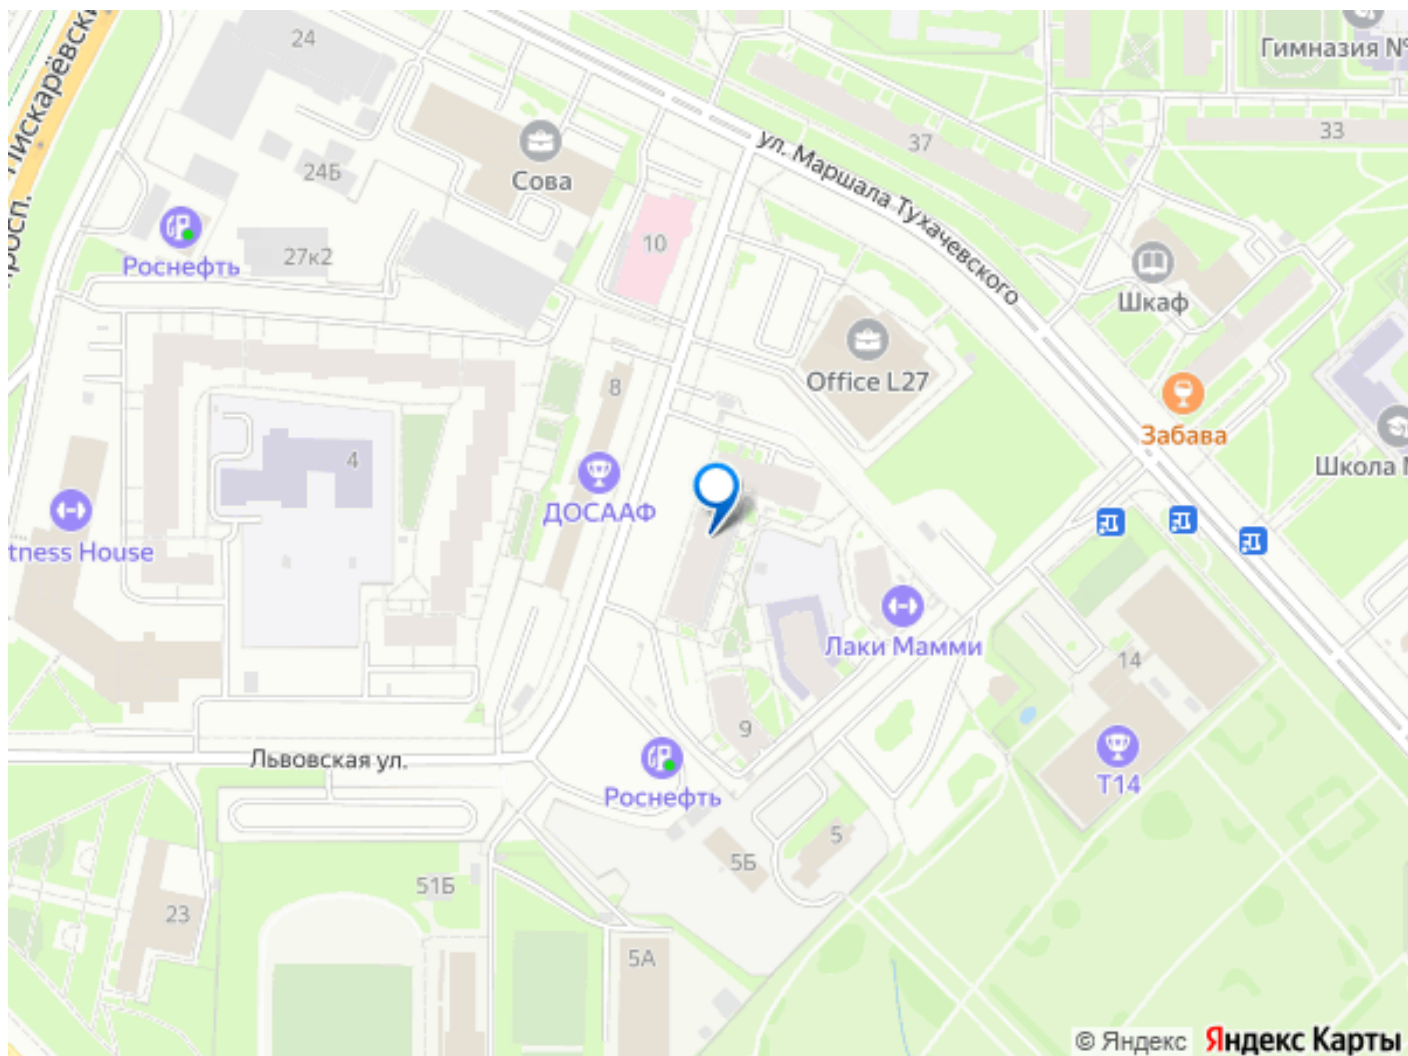 24
Пискарёвский
просп.
24Б
Сова
37
ул. Маршала Тухачевского
Гимназия №
33
Роснефть
27к2
10
Шкаф
Office L27
8
Забава
4
Школа
ДОСААФ
tness House
Лаки Мамми
14
9
Львовская ул.
Роснефть
Т14
5
5Б
51Б
23
5А
© Яндекс Яндекс Карты